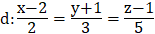 d: x−2/2 = y+1/3 = z−1/5